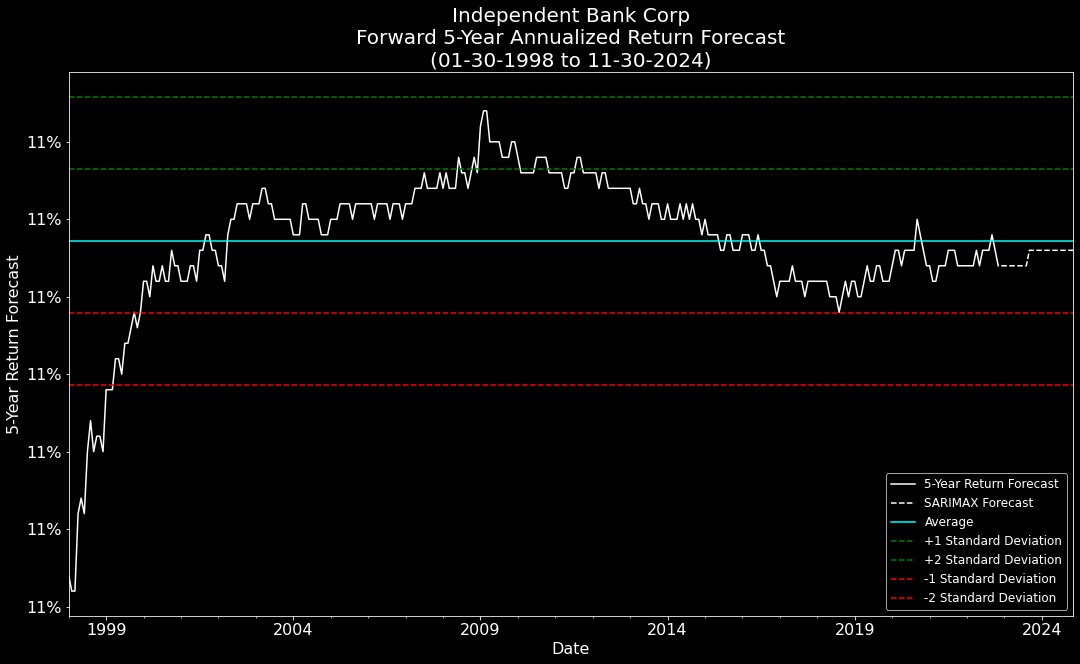 Independent Bank Corp
Forward 5-Year Annualized Return Forecast
(01-30-1998 to 11-30-2024)
11%
11%
11%
11%
11%
11%
11%
5-Year Return Forecast
1999
2004
2009
2014
2019
2024
Date
5-Year Return Forecast
SARIMAX Forecast
Average
+1 Standard Deviation
+2 Standard Deviation
-1 Standard Deviation
-2 Standard Deviation